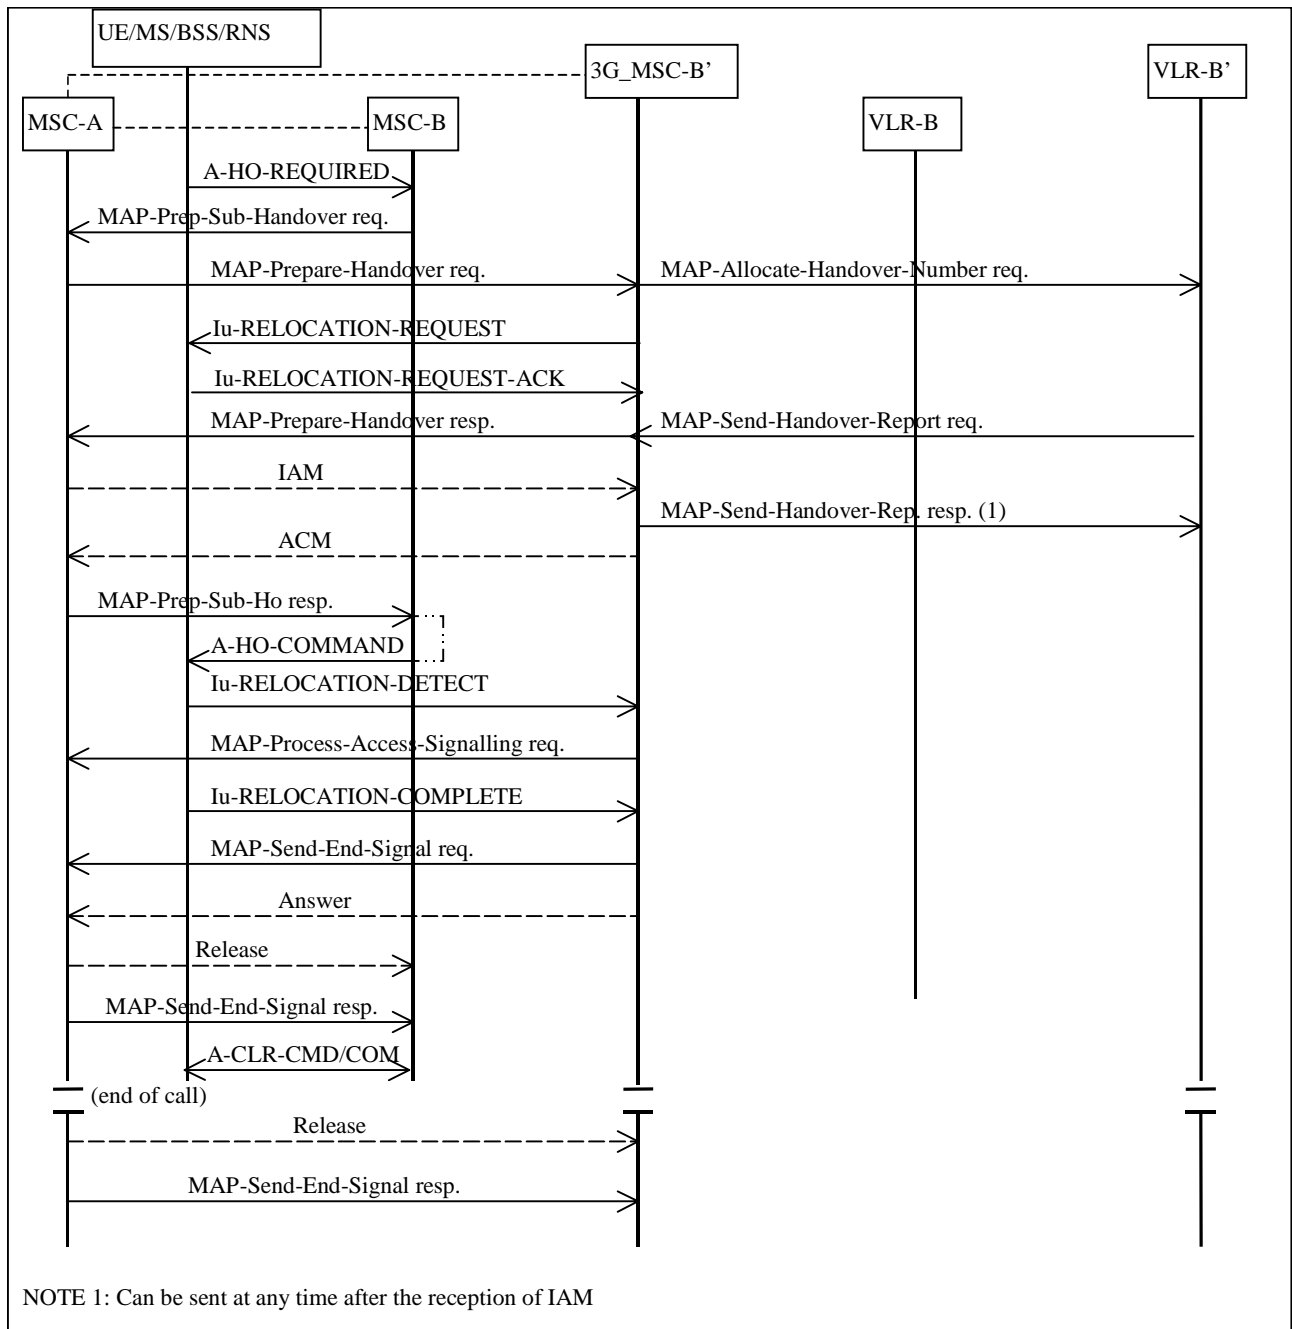 UE/MS/BSS/RNS
3G_MSC-B’
VLR-B’
MSC-A
MSC-B
VLR-B
A-HO-REQUIRED
MAP-Prep-Sub-Handover req.
MAP-Prepare-Handover req.
MAP-Allocate-Handover-Number req.
Iu-RELOCATION-REQUEST
Iu-RELOCATION-REQUEST-ACK
MAP-Prepare-Handover resp.
MAP-Send-Handover-Report req.
IAM
MAP-Send-Handover-Rep. resp. (1)
ACM
MAP-Prep-Sub-Ho resp.
A-HO-COMMAND
Iu-RELOCATION-DETECT
MAP-Process-Access-Signalling req.
Iu-RELOCATION-COMPLETE
MAP-Send-End-Signal req.
Answer
Release
MAP-Send-End-Signal resp.
A-CLR-CMD/COM
(end of call)
Release
MAP-Send-End-Signal resp.
NOTE 1: Can be sent at any time after the reception of IAM